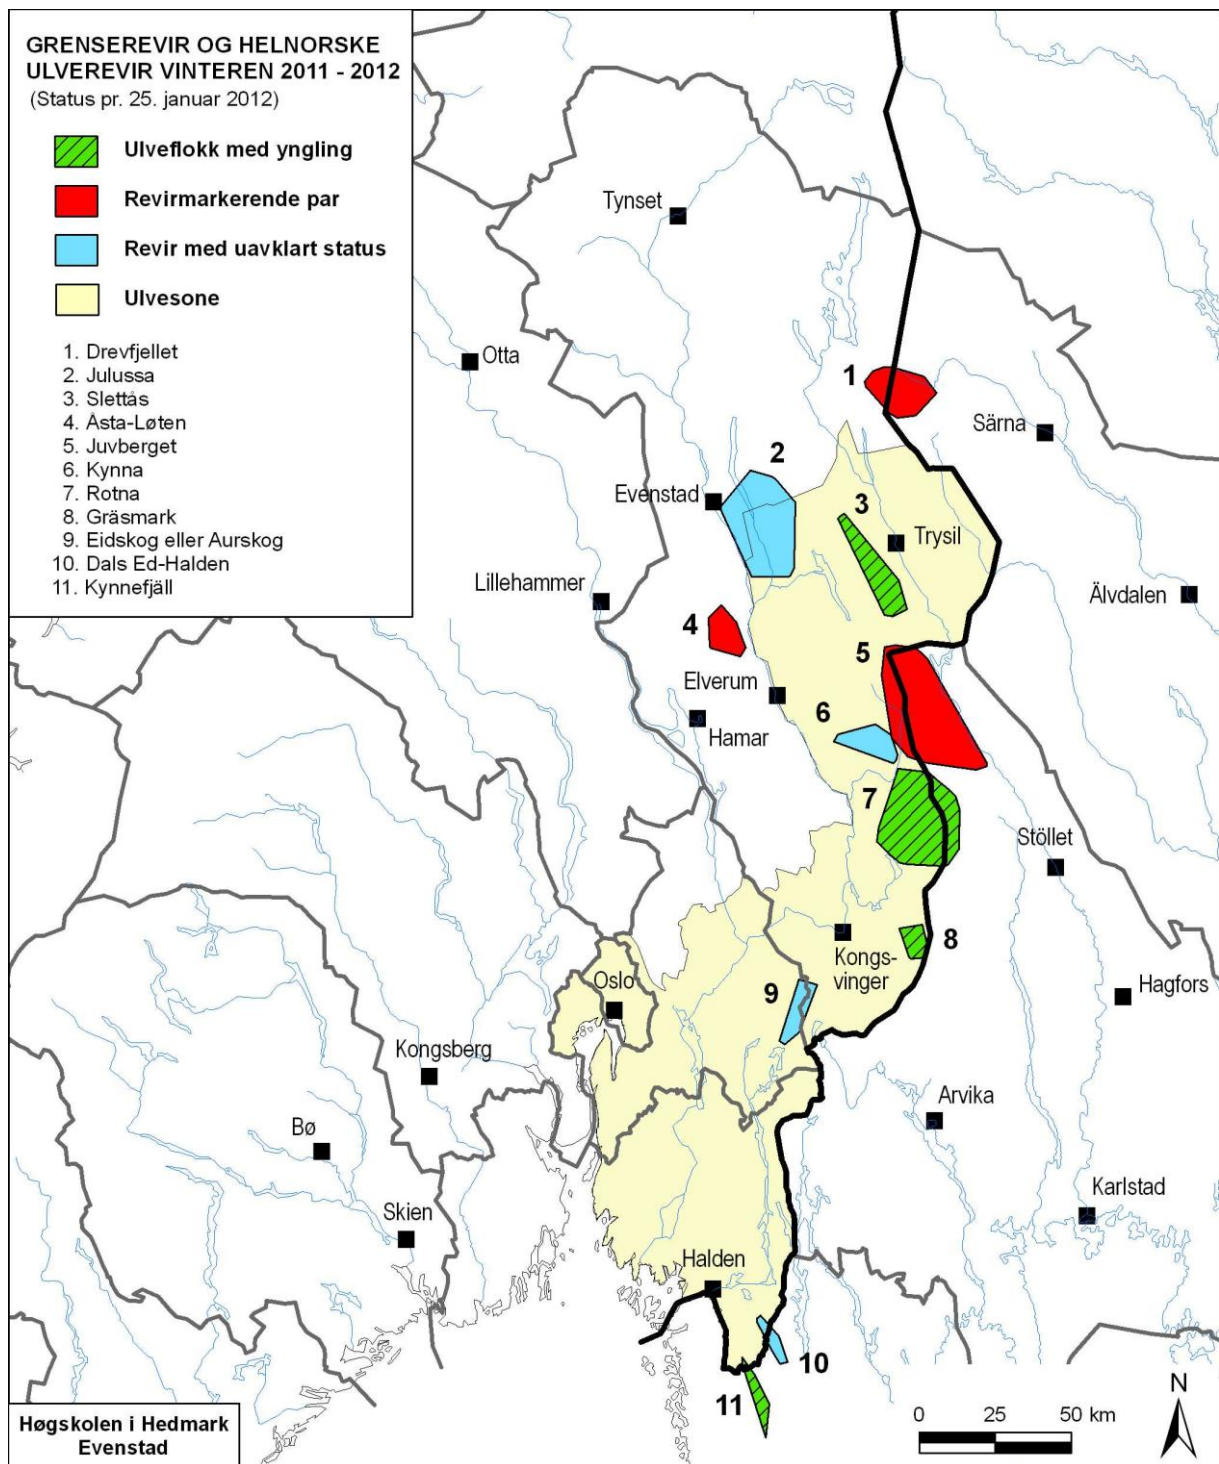 GRENSEREVIR OG HELNORSKE
ULVEREVIR VINTEREN 2011 - 2012
(Status pr. 25. januar 2012)
Ulveflokk med yngling
Revirmarkerende par
Revir med uavklart status
Ulvesone
1. Drevfjellet
2. Julussa
3. Slettås
4. Åsta-Løten
5. Juvberget
6. Kynna
7. Rotna
8. Gräsmark
9. Eidskog eller Aurskog
10. Dals Ed-Halden
11. Kynnefjäll
Tynset
Otta
1
Särna
2
Evenstad
3
Trysil
Lillehammer
Älvdalen
4
5
Elverum
6
Hamar
7
Stöllet
8
Kongs-
vinger
9
Oslo
Hagfors
Kongsberg
Arvika
Bø
Karlstad
Skien
Halden
10
11
N
0 25 50 km
Høgskolen i Hedmark
Evenstad